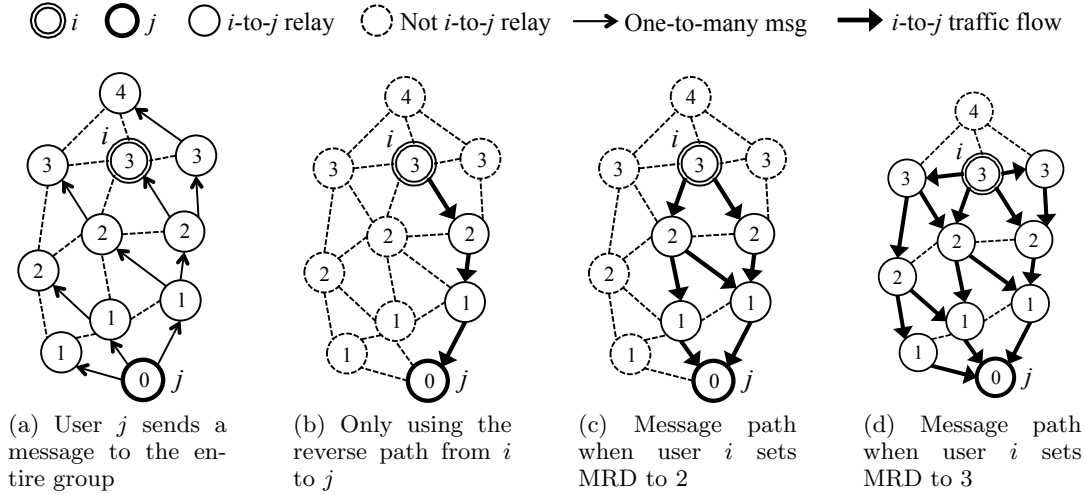 i j i-to-j relay Not i-to-j relay One-to-many msg i-to-j traffic flow
4
i
3 3 3
2 2
2
1
1
1
0 j
4
i
3 3 3
2 2
2
1
1
1
0 j
4
i
3 3 3
2 2
2
1
1
1
0 j
4
i
3 3 3
2 2
2
1
1
1
0 j
(a) User j sends a
message to the en-
tire group
(b) Only using the
reverse path from i
to j
(c) Message path
when user i sets
MRD to 2
(d) Message path
when user i sets
MRD to 3